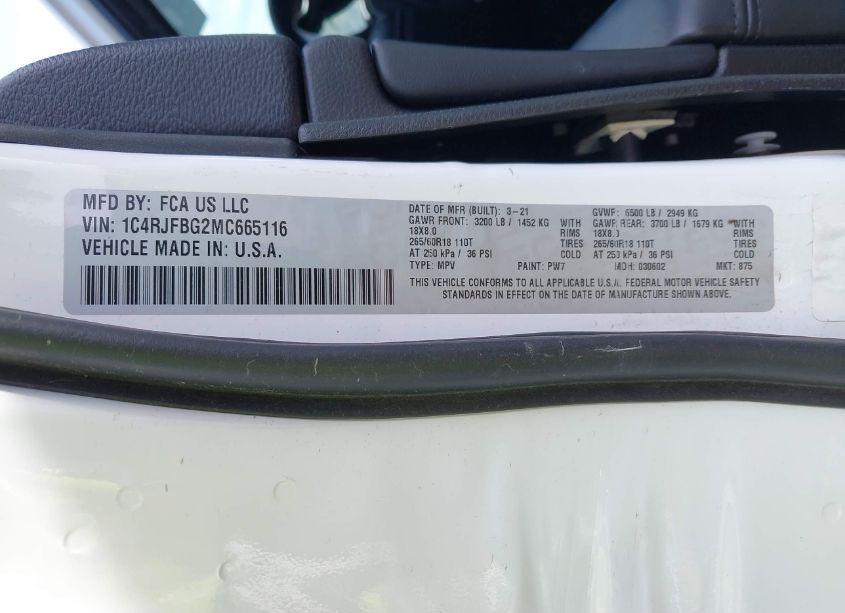 MFD BY: FCA US LLC
VIN: 1C4RJFBG2MC665116
VEHICLE MADE IN: U.S.A.
DATE OF MFR (BUILT): 3-21 GVWR: 6500 LB / 2949 KG
GAWR FRONT: 3200 LB / 1452 KG WITH GAWR REAR: 3700 LB / 1679 KG WITH
18X8.0 RIMS 18X8.0 RIMS
265/60R18 110T TIRES 265/60R18 110T TIRES
AT 250 kPa / 36 PSI COLD AT 250 kPa / 36 PSI COLD
TYPE: MPV PAINT: PW7 MDH: 030602 MKT: 875
THIS VEHICLE CONFORMS TO ALL APPLICABLE U.S.A. FEDERAL MOTOR VEHICLE SAFETY
STANDARDS IN EFFECT ON THE DATE OF MANUFACTURE SHOWN ABOVE.